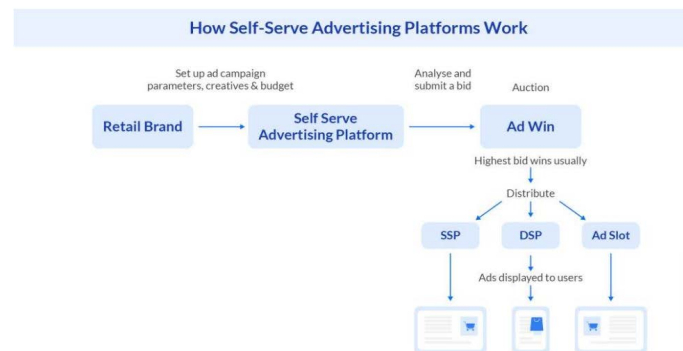 How Self-Serve Advertising Platforms Work
Set up ad campaign
parameters, creatives & budget
Analyse and
submit a bid
Auction
Retail Brand
Self Serve
Advertising Platform
Ad Win
Highest bid wins usually
Distribute
SSP
DSP
Ad Slot
Ads displayed to users